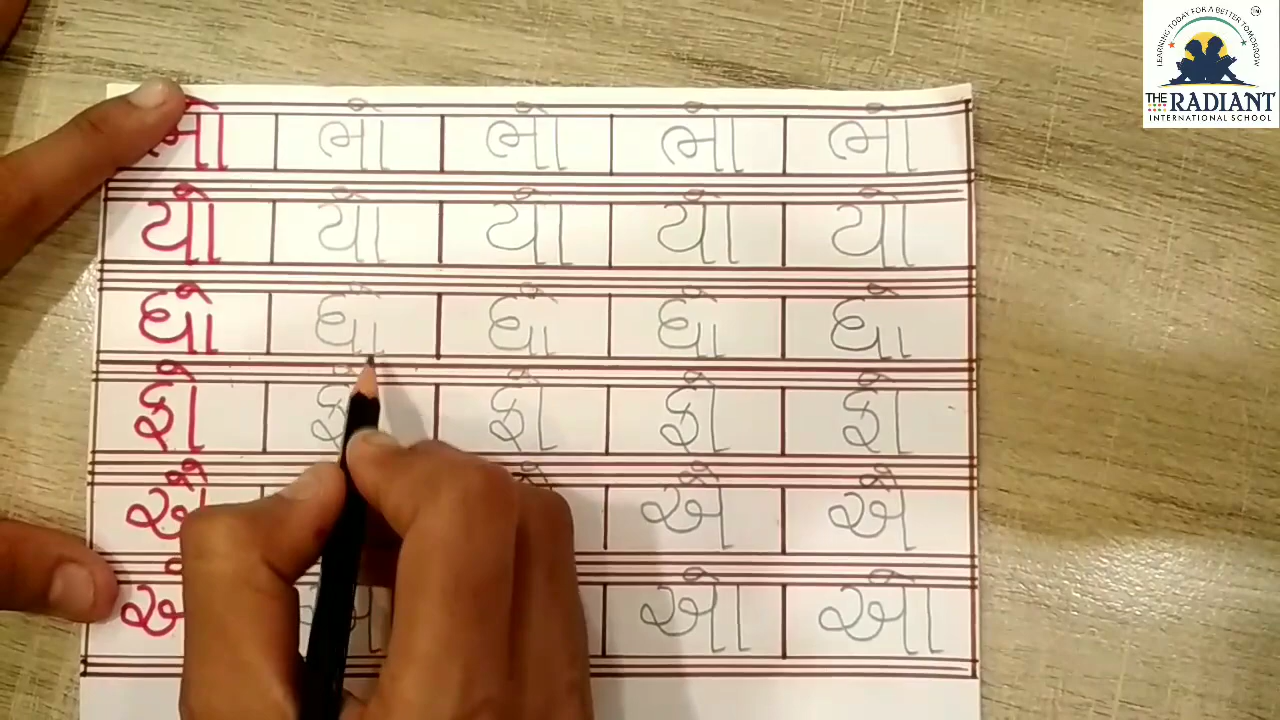 LEARNING TODAY FOR A BETTER TOMORROW
THE RADIANT
INTERNATIONAL SCHOOL
ભો ભો ભો ભો ભો
યો યો યો યો યો
ઘો ઘો ઘો ઘો ઘો
ફો ફો ફો ફો ફો
ઐ ઐ ઐ
ઓ ઓ